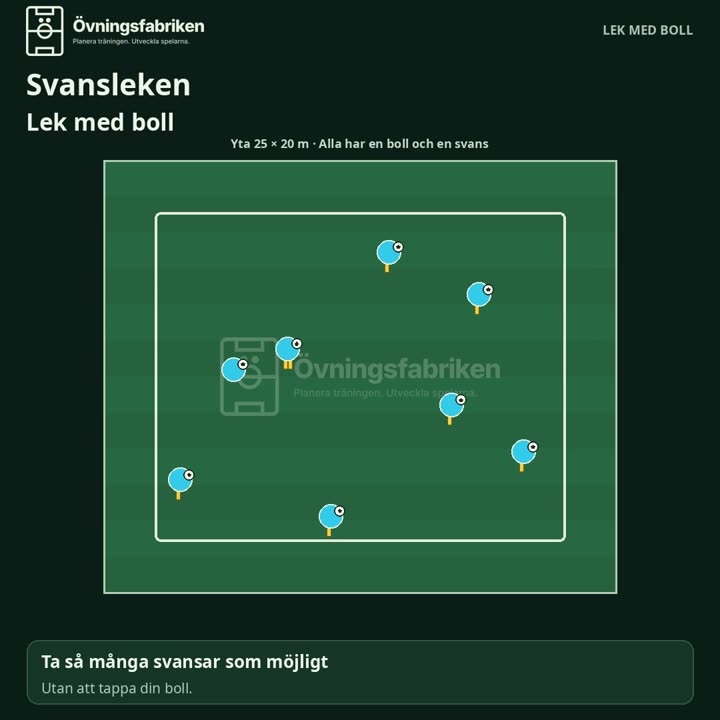 Övningsfabriken
Planera träningen. Utveckla spelarna.
LEK MED BOLL
Svansleken
Lek med boll
Yta 25 × 20 m · Alla har en boll och en svans
Övningsfabriken
Planera träningen. Utveckla spelarna.
Ta så många svansar som möjligt
Utan att tappa din boll.